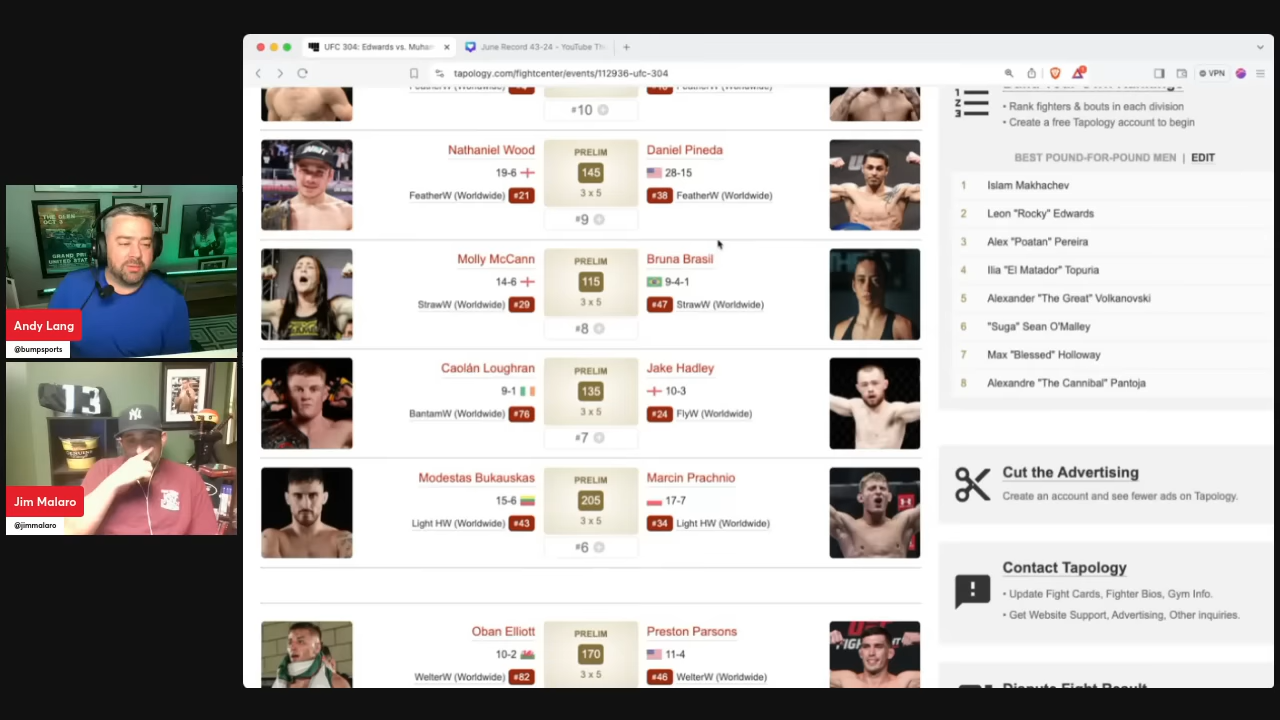 UFC 304: Edwards vs. Muham
June Record 43-24 - YouTube Th
tapology.com/fightcenter/events/112936-ufc-304
VPN
FeatherW (Worldwide)
FeatherW (Worldwide)
#10
Nathaniel Wood
PRELIM
Daniel Pineda
19-6
145
28-15
FeatherW (Worldwide) #21
3 x 5
#38 FeatherW (Worldwide)
#9
Molly McCann
PRELIM
Bruna Brasil
14-6
115
9-4-1
StrawW (Worldwide) #29
3 x 5
#47 StrawW (Worldwide)
#8
Caolán Loughran
PRELIM
Jake Hadley
9-1
135
10-3
BantamW (Worldwide) #76
3 x 5
#24 FlyW (Worldwide)
#7
Modestas Bukauskas
PRELIM
Marcin Prachnio
15-6
205
17-7
Light HW (Worldwide) #43
3 x 5
#34 Light HW (Worldwide)
#6
Oban Elliott
PRELIM
Preston Parsons
10-2
170
11-4
WelterW (Worldwide) #82
3 x 5
#46 WelterW (Worldwide)
• Rank fighters & bouts in each division
• Create a free Tapology account to begin
BEST POUND-FOR-POUND MEN | EDIT
1 Islam Makhachev
2 Leon "Rocky" Edwards
3 Alex "Poatan" Pereira
4 Ilia "El Matador" Topuria
5 Alexander "The Great" Volkanovski
6 "Suga" Sean O'Malley
7 Max "Blessed" Holloway
8 Alexandre "The Cannibal" Pantoja
Cut the Advertising
Create an account and see fewer ads on Tapology.
Contact Tapology
• Update Fight Cards, Fighter Bios, Gym Info.
• Get Website Support, Advertising, Other inquiries.
Dispute Fight Result
Andy Lang
@bumpsports
13
Jim Malaro
@jimmalaro